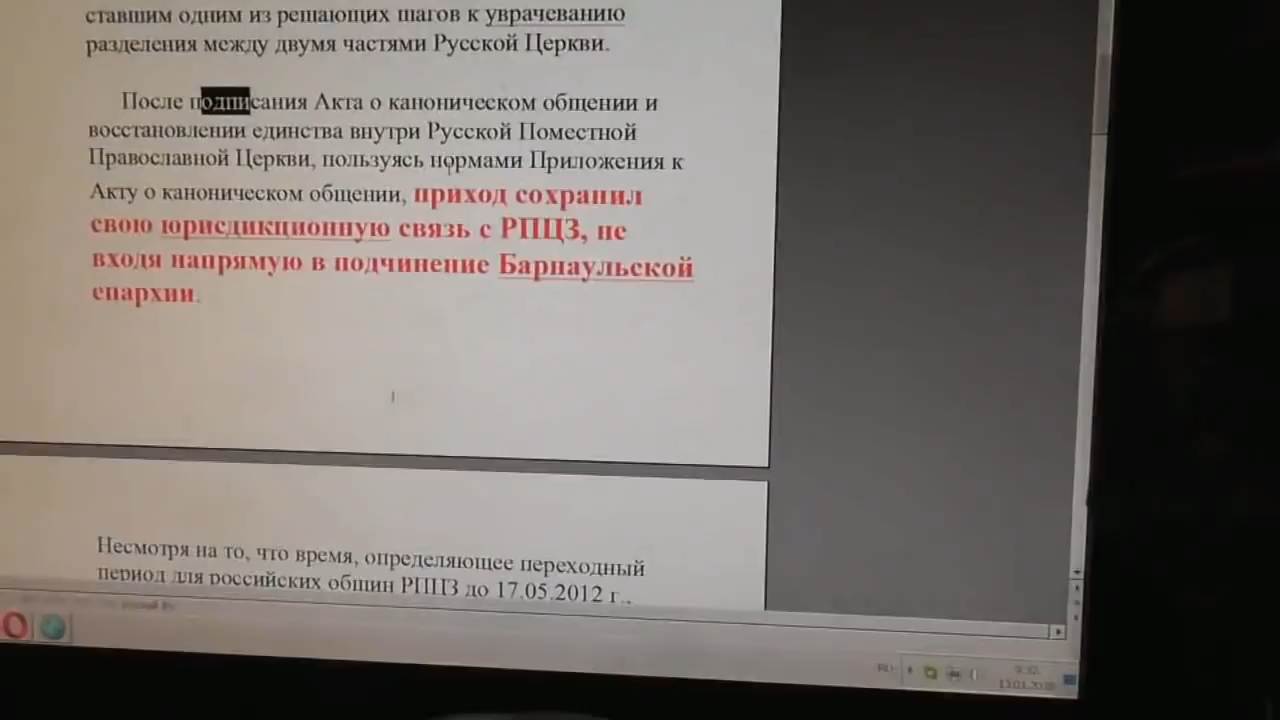 ставшим одним из решающих шагов к уврачеванию
разделения между двумя частями Русской Церкви.
После подписания Акта о каноническом общении и
восстановлении единства внутри Русской Поместной
Православной Церкви, пользуясь нормами Приложения к
Акту о каноническом общении, приход сохранил
свою юрисдикционную связь с РПЦЗ, не
входя напрямую в подчинение Барнаульской
епархии.
Несмотря на то, что время, определяющее переходный
период для российских общин РПЦЗ до 17.05.2012 г.,
RU